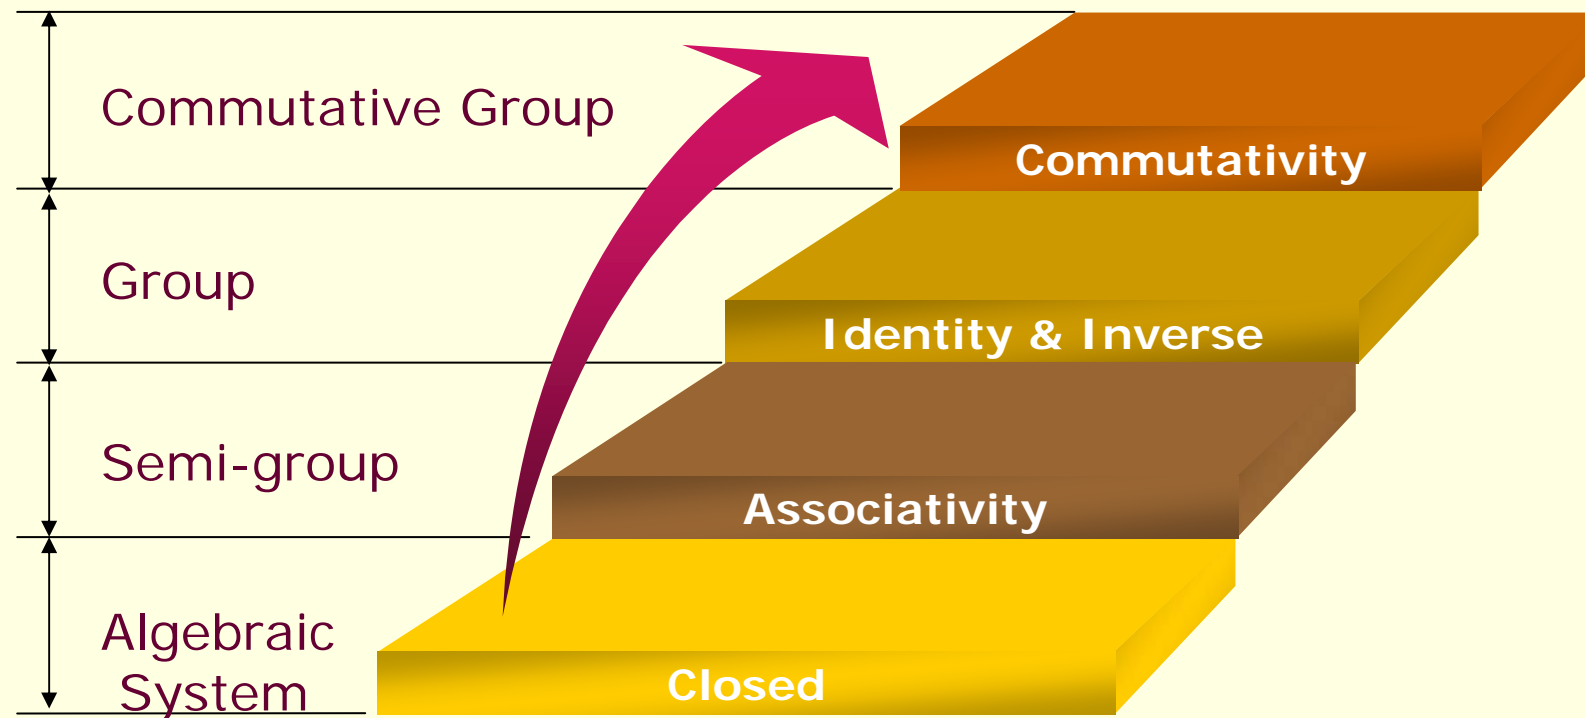 Commutative Group
Commutativity
Group
Identity & Inverse
Semi-group
Associativity
Algebraic
System
Closed